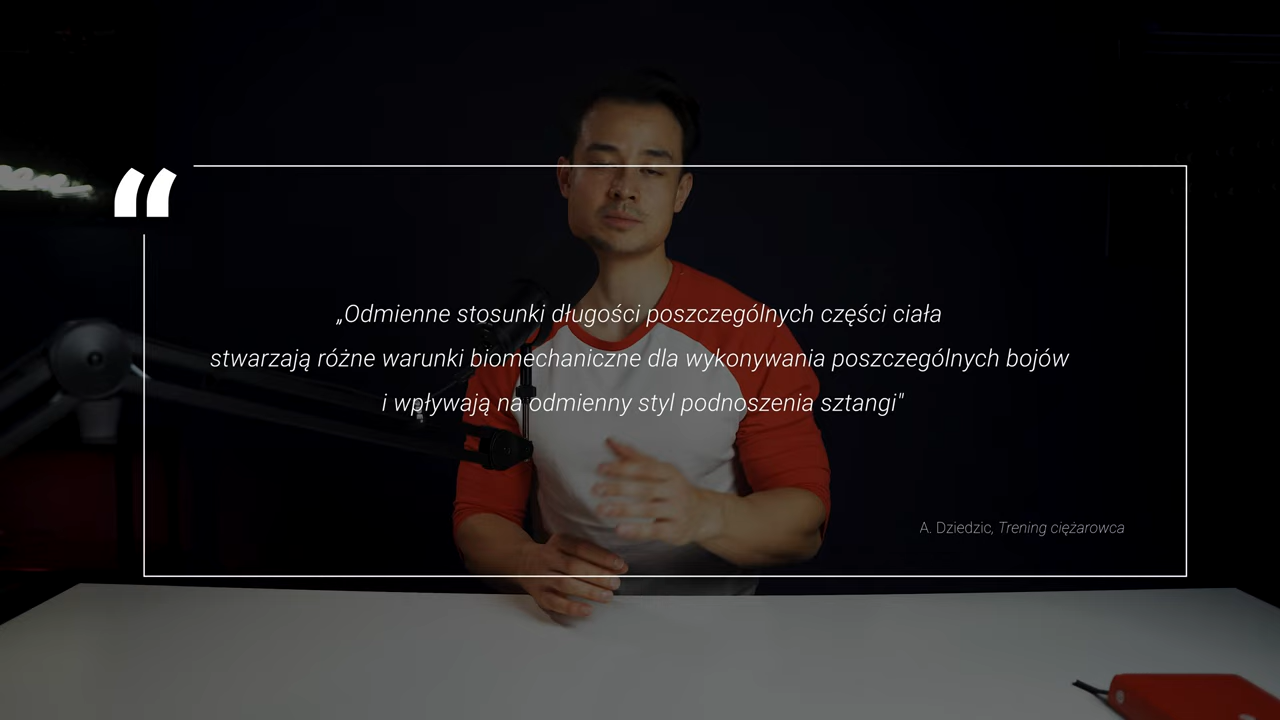 „Odmienne stosunki długości poszczególnych części ciała
stwarzają różne warunki biomechaniczne dla wykonywania poszczególnych bojów
i wpływają na odmienny styl podnoszenia sztangi"
A. Dziedzic, Trening ciężarowca